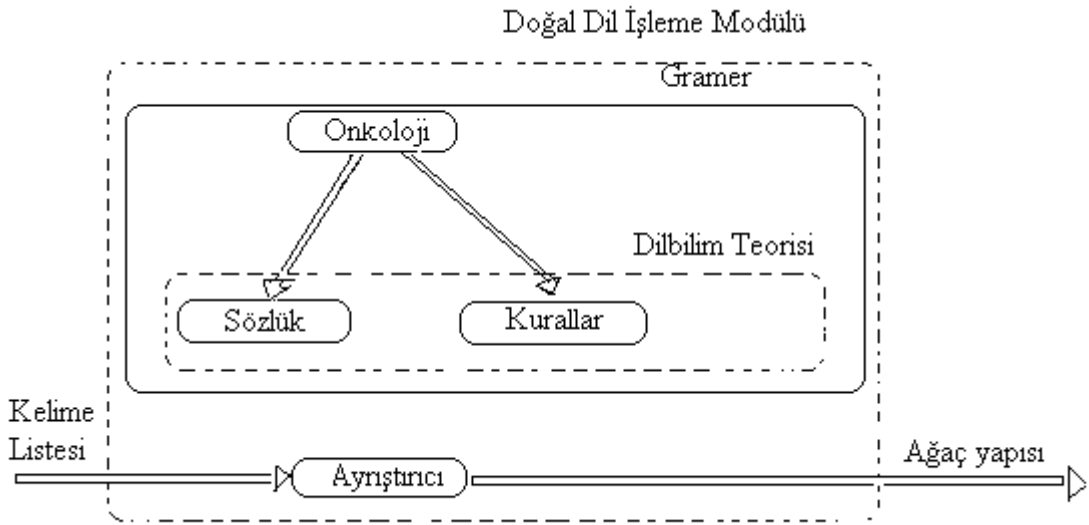 Doğal Dil İşleme Modülü
Gramer
Onkoloji
Dilbilim Teorisi
Sözlük
Kurallar
Kelime
Listesi
Ayrıştırıcı
Ağaç yapısı